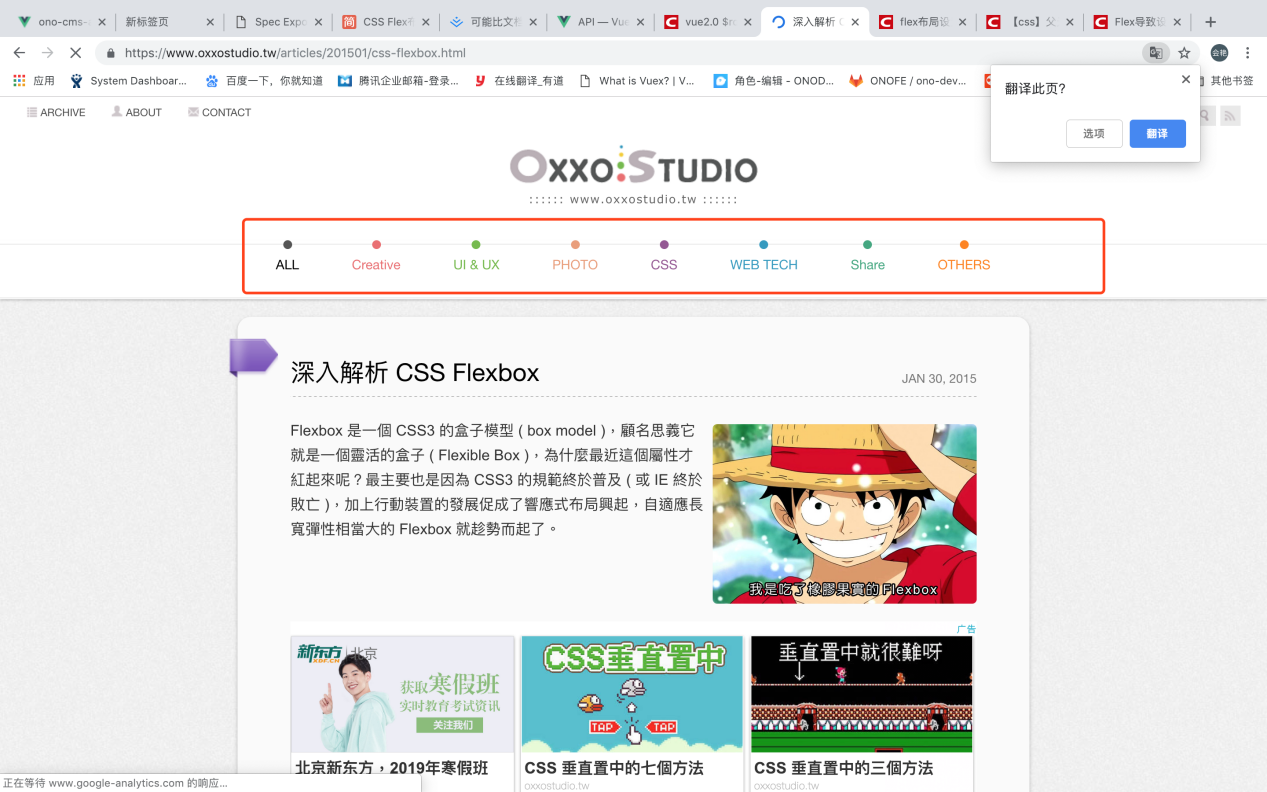 ono-cms-
新标签页
Spec Expo
CSS Flex布
可能比文档
API — Vue
vue2.0 $ro
深入解析 C
flex布局设
【css】父
Flex导致设
https://www.oxxostudio.tw/articles/201501/css-flexbox.html
应用
System Dashboar...
百度一下，你就知道
腾讯企业邮箱-登录...
在线翻译_有道
What is Vuex? | V...
角色-编辑 - ONOD...
ONOFE / ono-dev...
其他书签
翻译此页?
选项
翻译
ARCHIVE
ABOUT
CONTACT
OXXO STUDIO
:::::: www.oxxostudio.tw ::::::
ALL
Creative
UI & UX
PHOTO
CSS
WEB TECH
Share
OTHERS
深入解析 CSS Flexbox
JAN 30, 2015
Flexbox 是一個 CSS3 的盒子模型 ( box model )，顧名思義它
就是一個靈活的盒子 ( Flexible Box )，為什麼最近這個屬性才
紅起來呢？最主要也是因為 CSS3 的規範終於普及 ( 或 IE 終於
敗亡 )，加上行動裝置的發展促成了響應式布局興起，自適應長
寬彈性相當大的 Flexbox 就趁勢而起了。
我是吃了橡膠果實的 Flexbox
广告
新东方 | 北京
XDF.CN
获取寒假班
实时教育考试资讯
关注我们
CSS垂直置中
TAP
TAP
垂直置中就很難呀
北京新东方，2019年寒假班
CSS 垂直置中的七個方法
oxxostudio.tw
CSS 垂直置中的三個方法
oxxostudio.tw
正在等待 www.google-analytics.com 的响应...